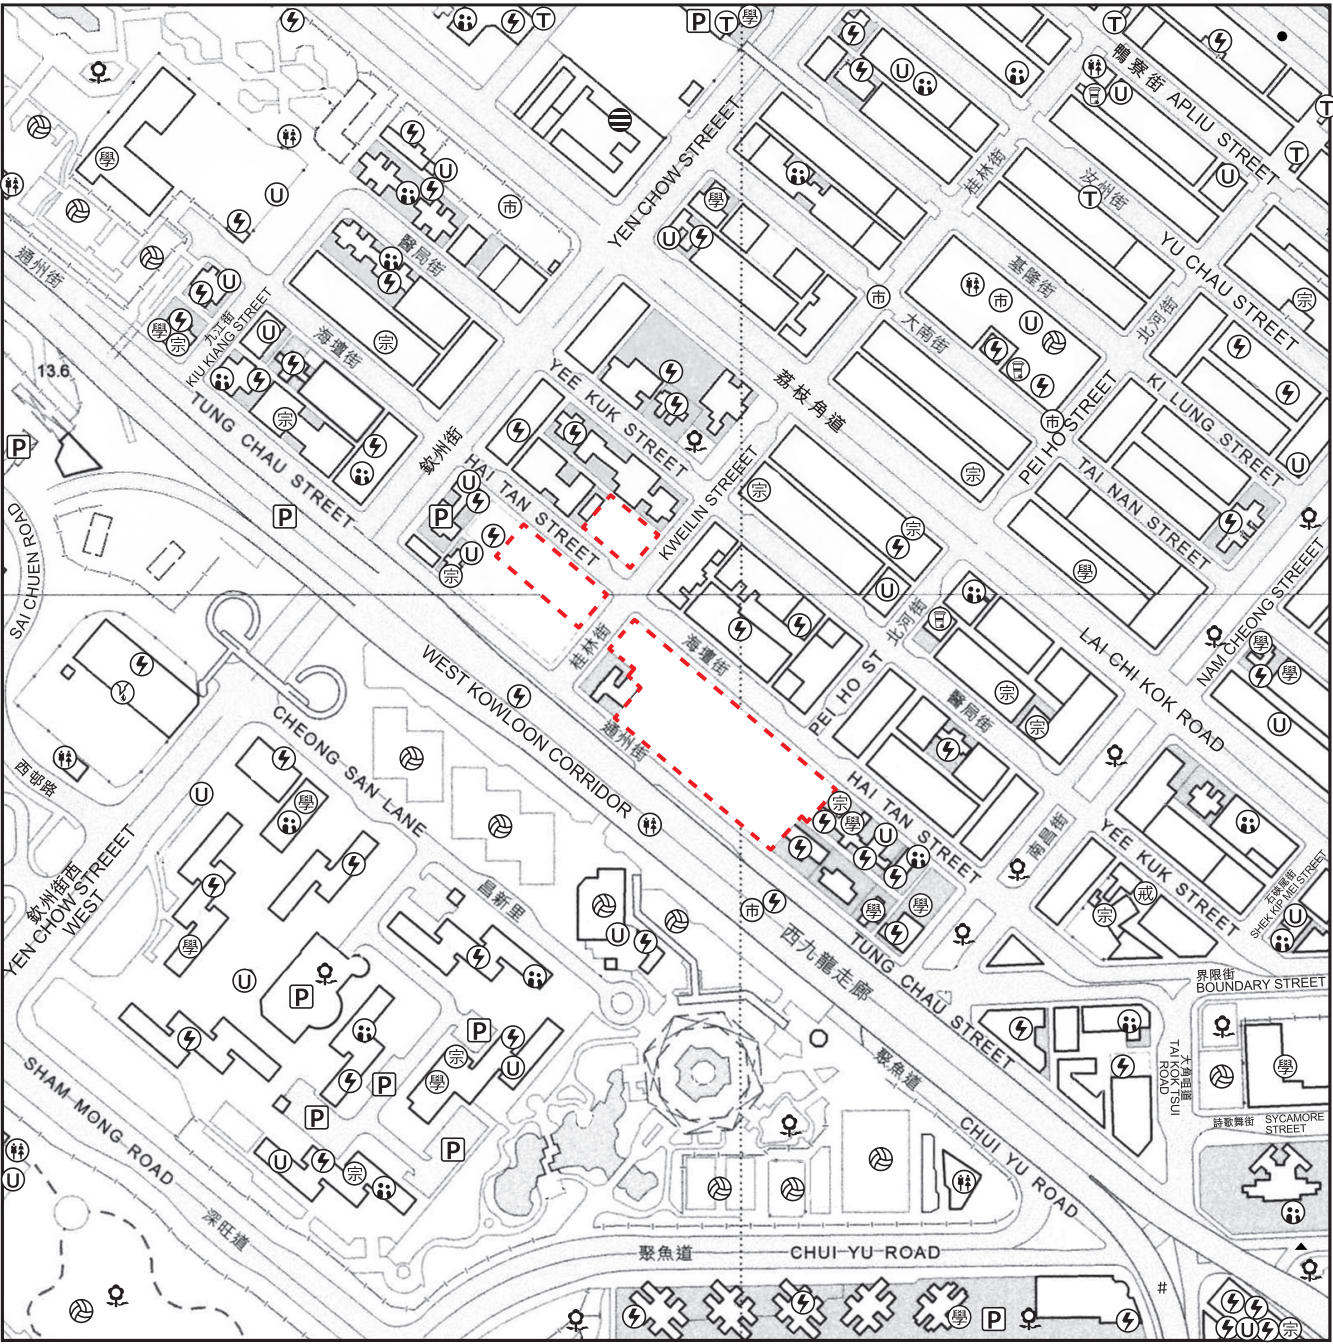 鴨寮街 APLIU STREET
桂林街
汝州街
YU CHAU STREET
YEN CHOW STREEET
通州街
醫局街
基隆街
北河街
大南街
九江街
KIU KIANG STREET
海壇街
13.6
TUNG CHAU STREET
YEE KUK STREET
荔枝角道
KI LUNG STREET
PEI HO STREET
TAI NAN STREET
欽州街
HAI TAN STREET
KWEILIN STREEET
SAI CHUEN ROAD
NAM CHEONG STREET
桂林街
海壇街
北河街
PEI HO ST
LAI CHI KOK ROAD
WEST KOWLOON CORRIDOR
醫局街
通州街
CHEONG SAN LANE
西邨路
HAI TAN STREET
南昌街
YEE KUK STREET
欽州街西
YEN CHOW STREEET
WEST
昌新里
石硤尾街
SHEK KIP MEI STREET
西九龍走廊
TUNG CHAU STREET
界限街
BOUNDARY STREET
聚魚道
大角咀道
TAI KOK TSUI
ROAD
SHAM MONG ROAD
深旺道
CHUI YU ROAD
詩歌舞街 SYCAMORE
STREET
聚魚道 CHUI YU ROAD
#